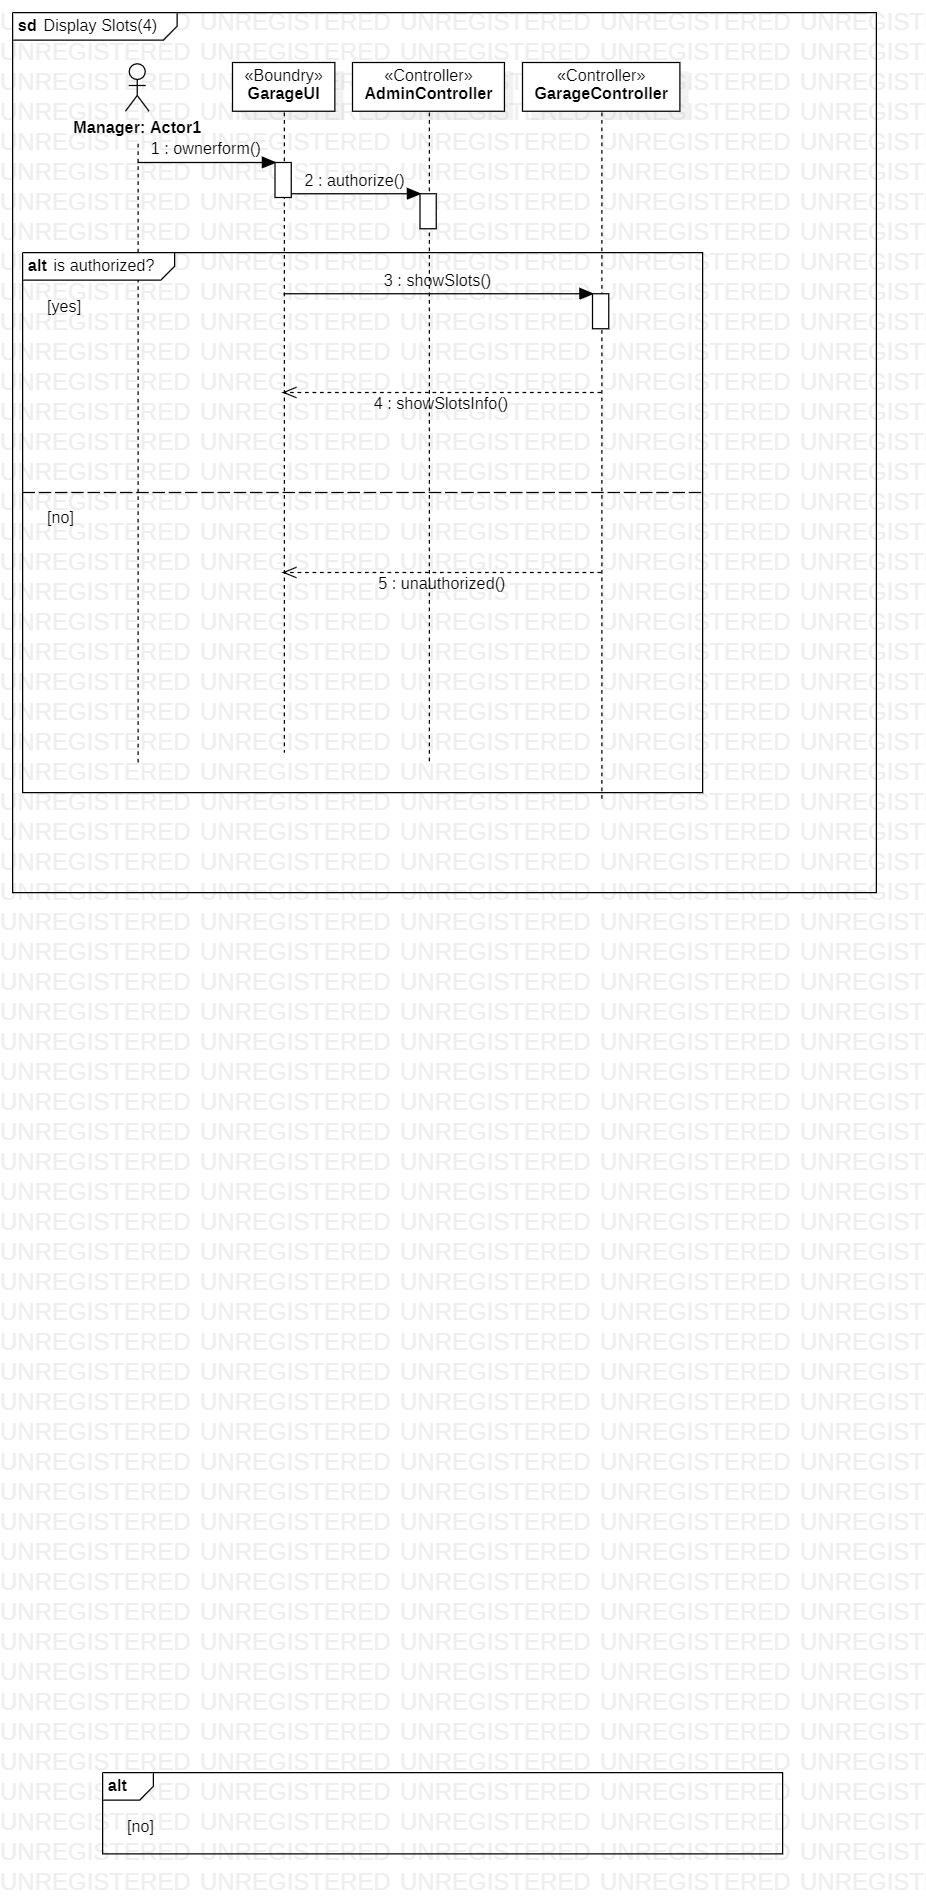 sd Display Slots(4)
«Boundry»
GarageUI
«Controller»
AdminController
«Controller»
GarageController
Manager: Actor1
1 : ownerform()
2 : authorize()
alt is authorized?
3 : showSlots()
[yes]
4 : showSlotsInfo()
[no]
5 : unauthorized()
alt
[no]
UNREGISTERED